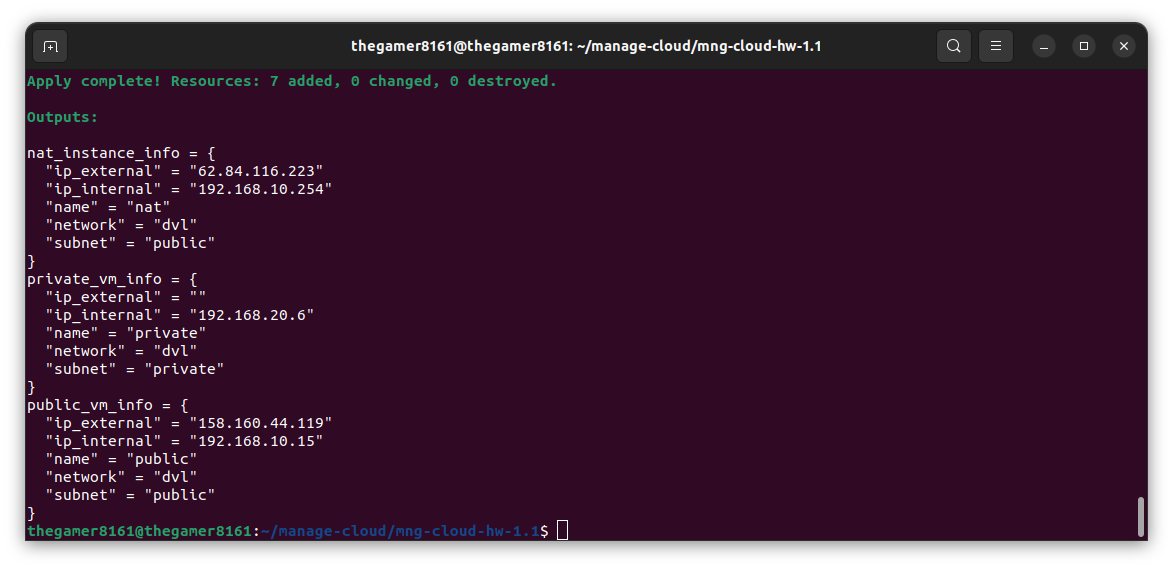 thegamer8161@thegamer8161: ~/manage-cloud/mng-cloud-hw-1.1
Apply complete! Resources: 7 added, 0 changed, 0 destroyed.

Outputs:

nat_instance_info = {
  "ip_external" = "62.84.116.223"
  "ip_internal" = "192.168.10.254"
  "name" = "nat"
  "network" = "dvl"
  "subnet" = "public"
}
private_vm_info = {
  "ip_external" = ""
  "ip_internal" = "192.168.20.6"
  "name" = "private"
  "network" = "dvl"
  "subnet" = "private"
}
public_vm_info = {
  "ip_external" = "158.160.44.119"
  "ip_internal" = "192.168.10.15"
  "name" = "public"
  "network" = "dvl"
  "subnet" = "public"
}
thegamer8161@thegamer8161:~/manage-cloud/mng-cloud-hw-1.1$